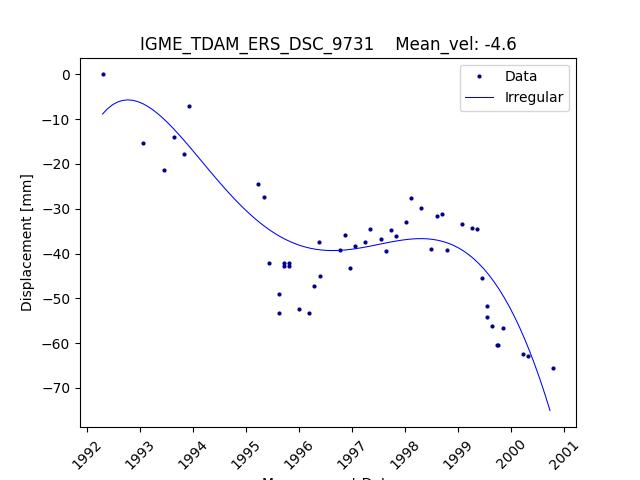 IGME_TDAM_ERS_DSC_9731    Mean_vel: -4.6
Data
Irregular
Displacement [mm]
0
−10
−20
−30
−40
−50
−60
−70
1992 1993 1994 1995 1996 1997 1998 1999 2000 2001